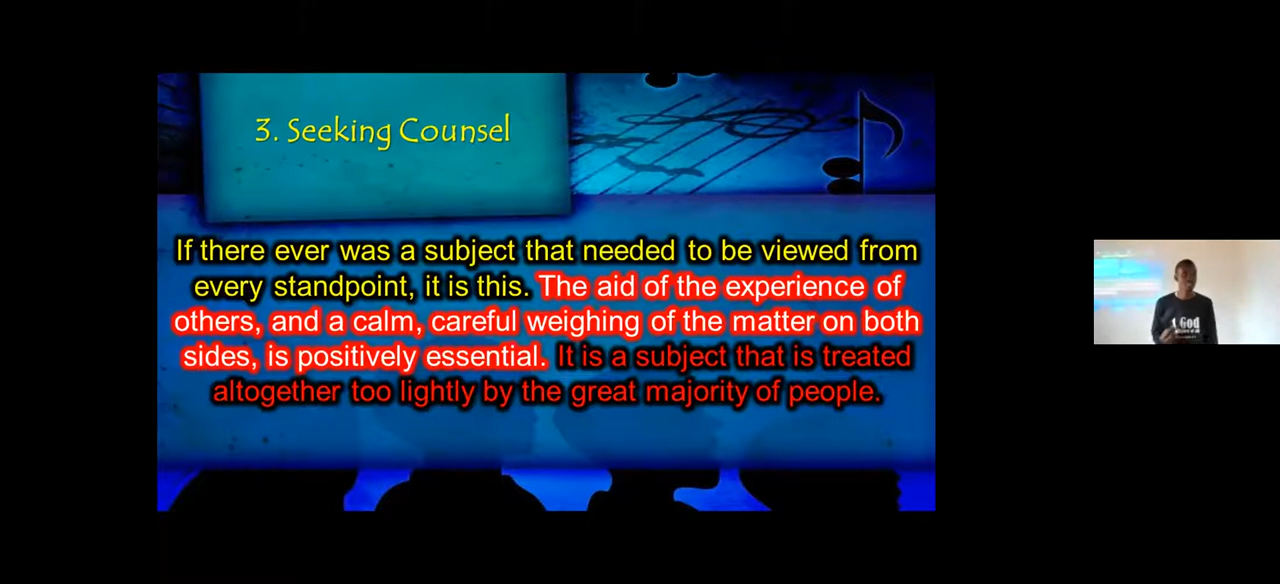 3. Seeking Counsel
If there ever was a subject that needed to be viewed from
every standpoint, it is this. The aid of the experience of
others, and a calm, careful weighing of the matter on both
sides, is positively essential. It is a subject that is treated
altogether too lightly by the great majority of people.
God